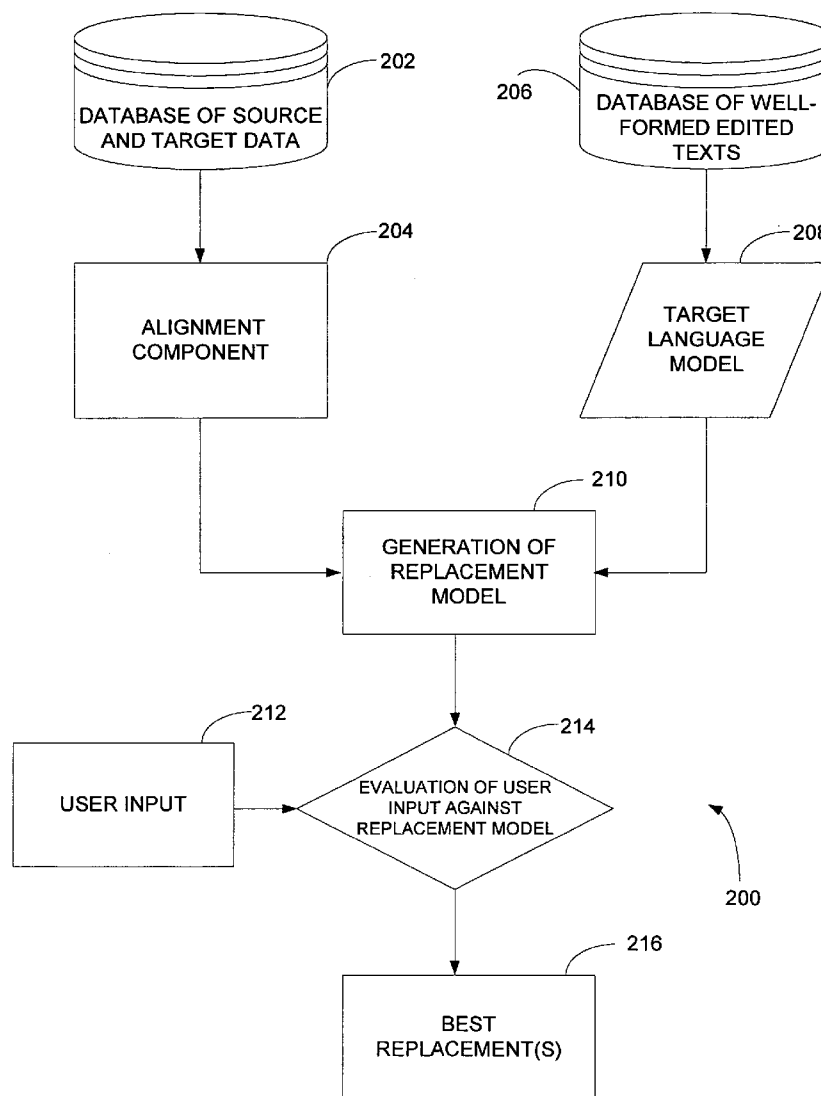 202
DATABASE OF SOURCE
AND TARGET DATA
206
DATABASE OF WELL-
FORMED EDITED
TEXTS
204
ALIGNMENT
COMPONENT
208
TARGET
LANGUAGE
MODEL
210
GENERATION OF
REPLACEMENT
MODEL
212
USER INPUT
214
EVALUATION OF USER
INPUT AGAINST
REPLACEMENT MODEL
200
216
BEST
REPLACEMENT(S)